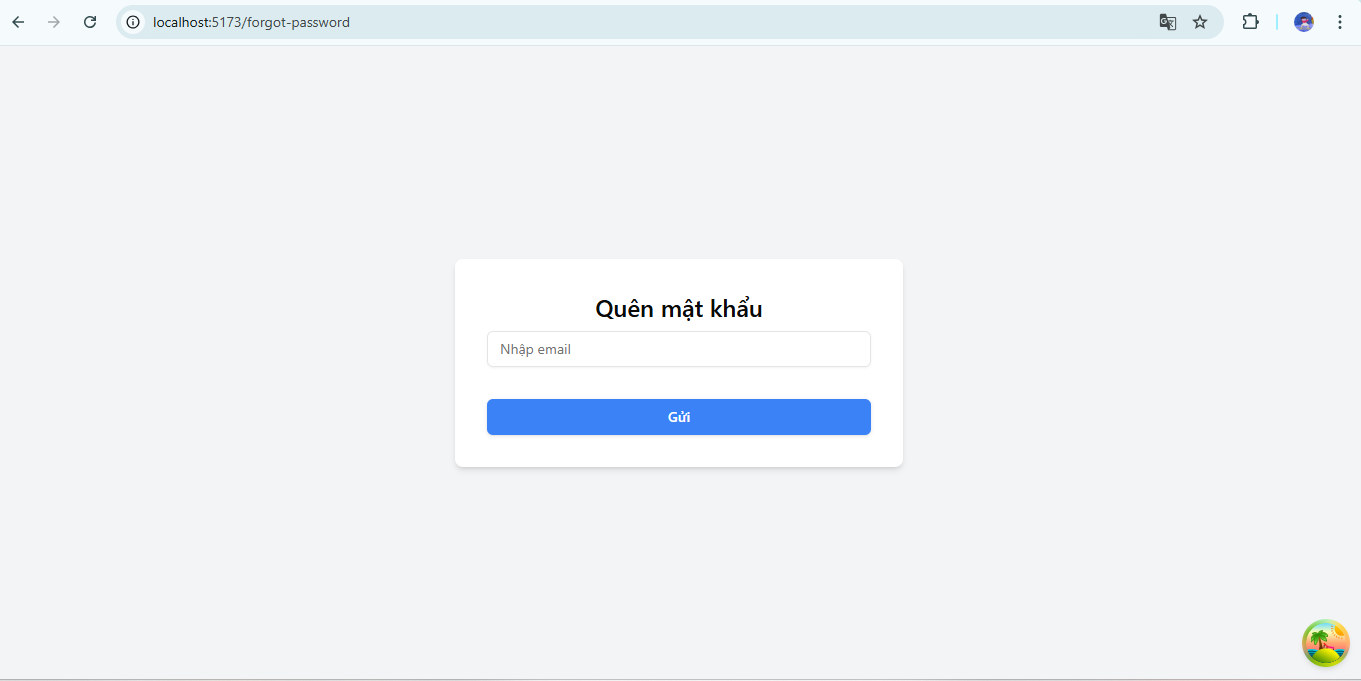 localhost:5173/forgot-password
Quên mật khẩu
Nhập email
Gửi